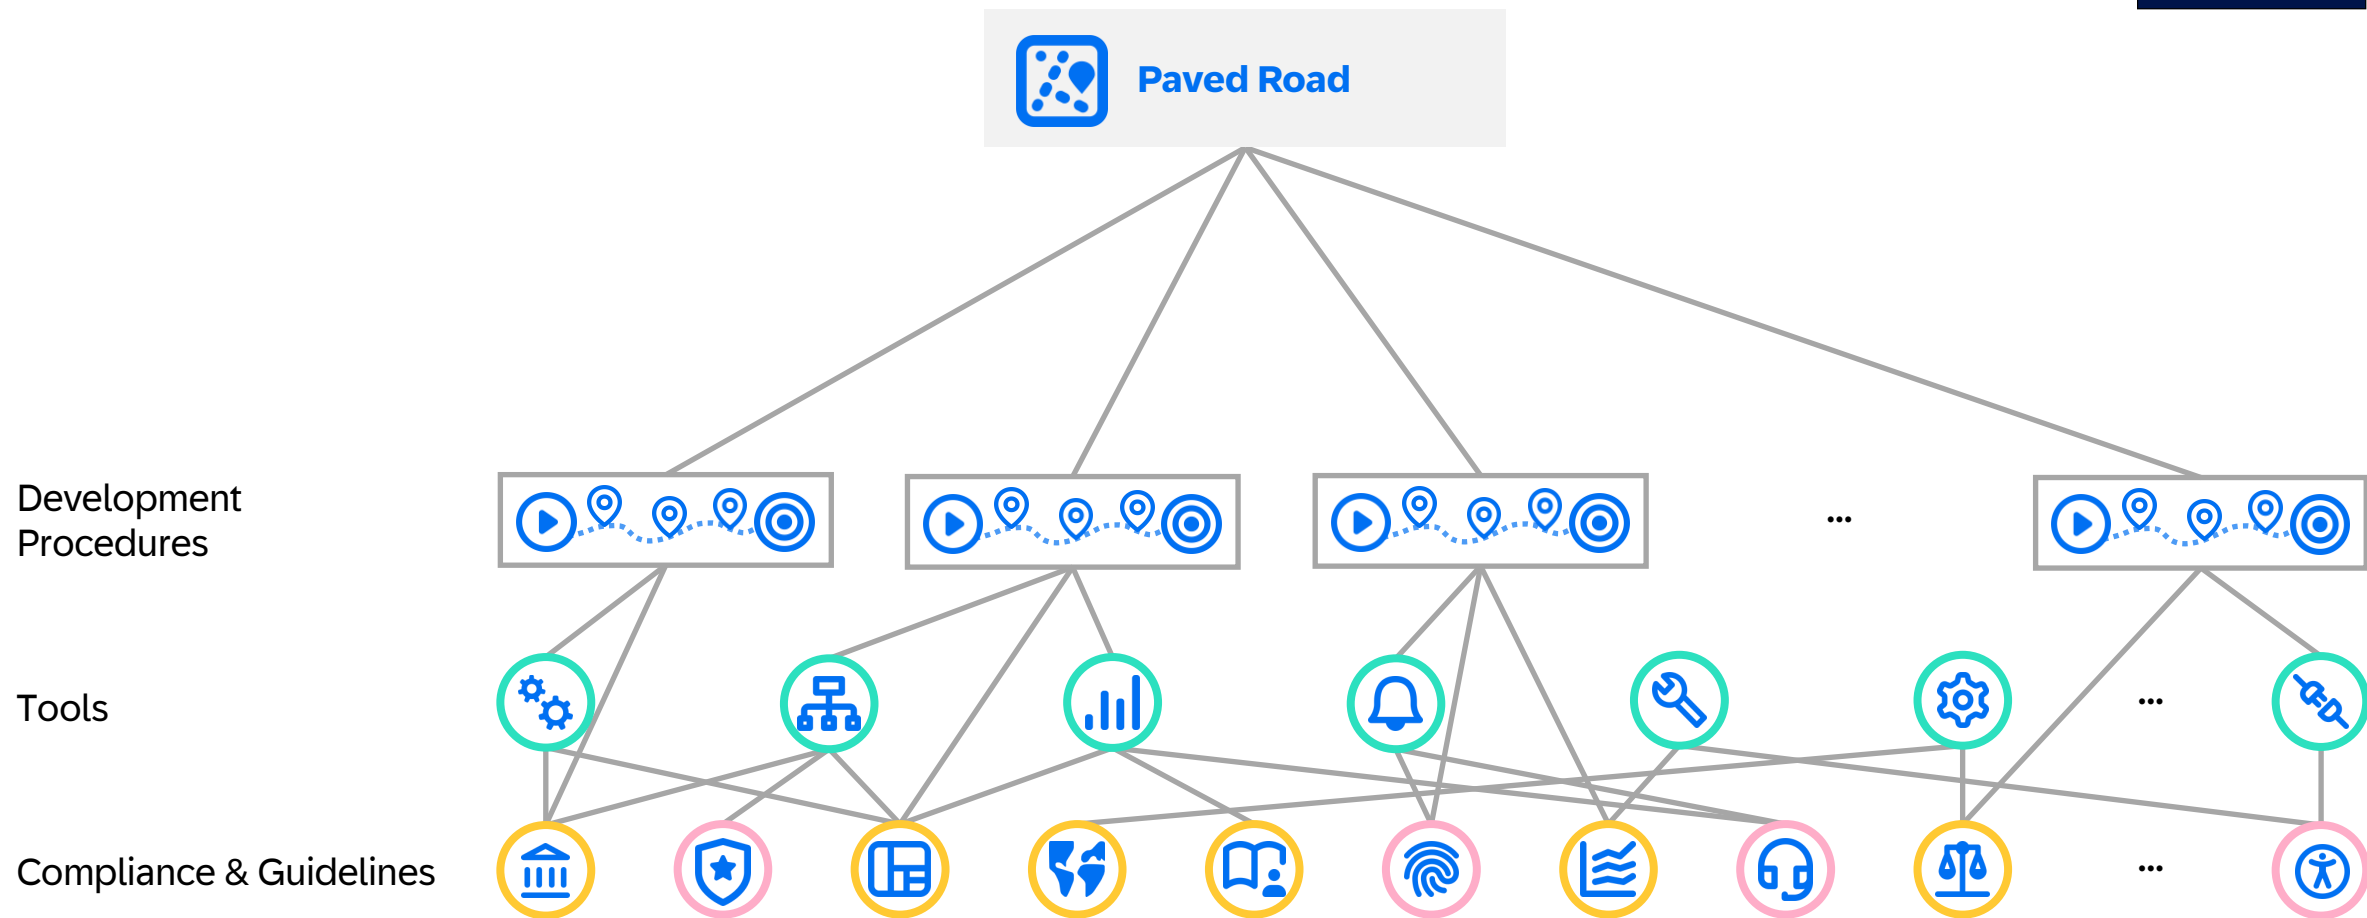 Paved Road
Development
Procedures
...
Tools
...
Compliance & Guidelines
...